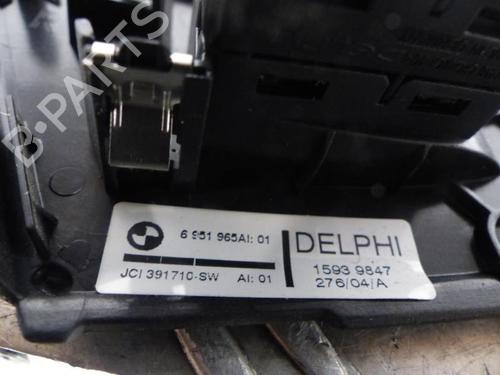 B-PARTS
6 951 965AI: 01
DELPHI
JCI 391710-SW AI: 01
1593 9847
276/04/A